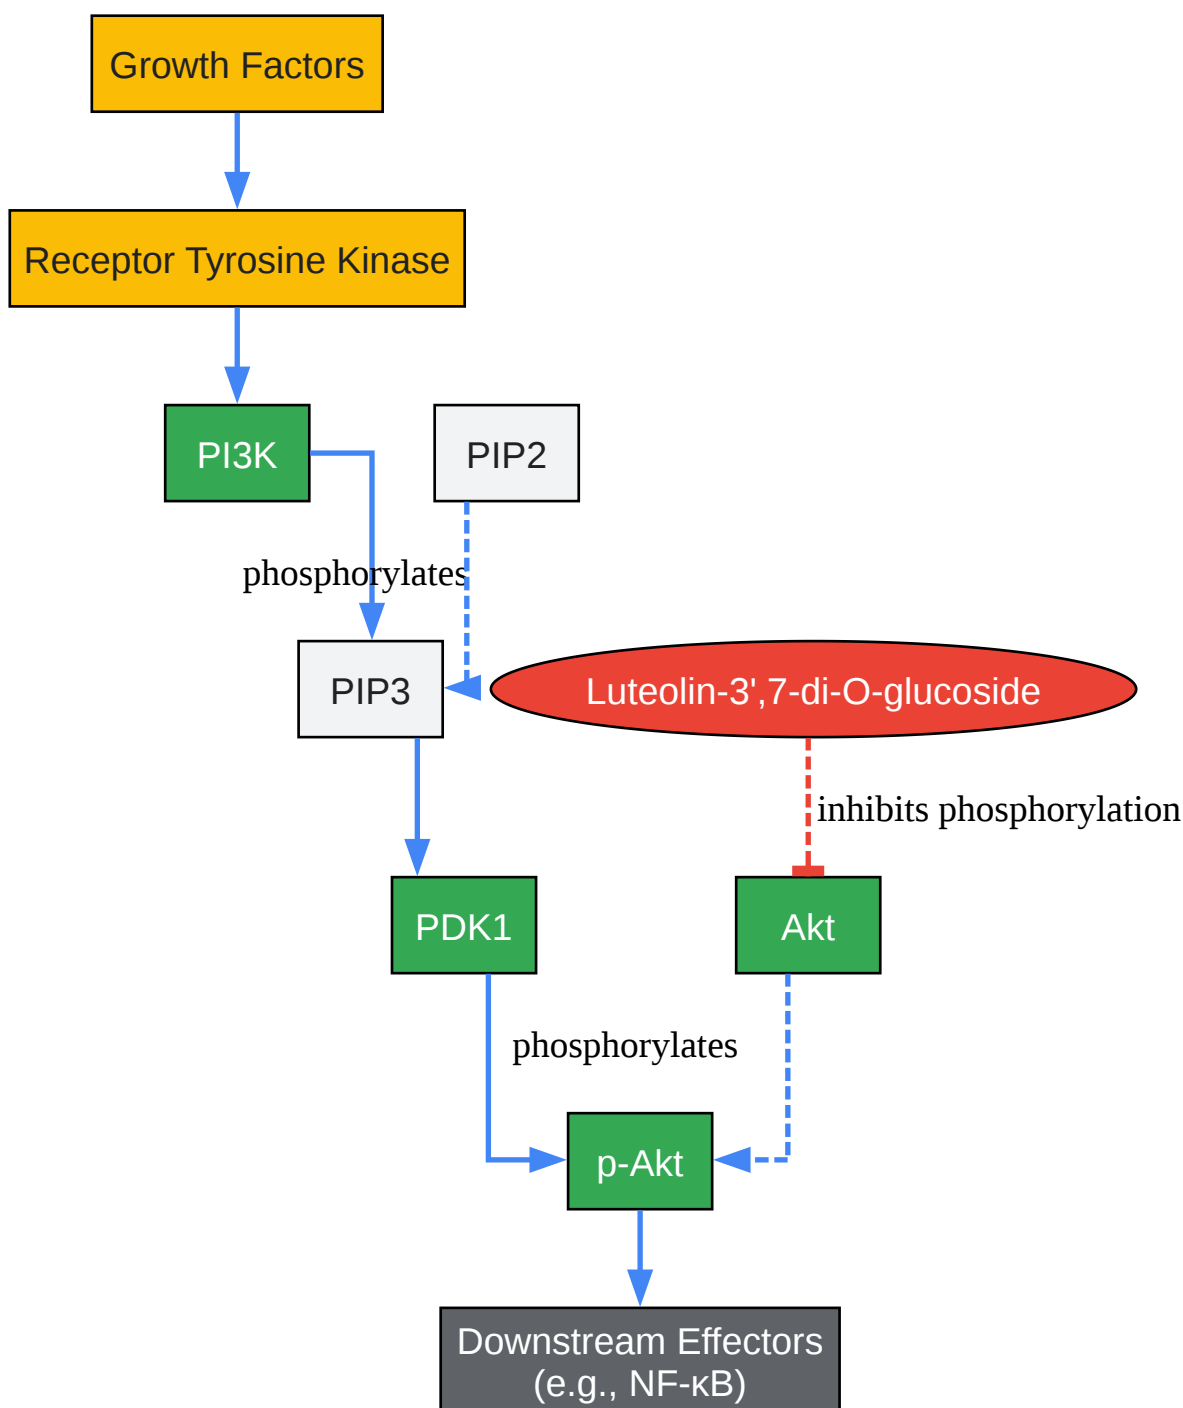 Growth Factors
Receptor Tyrosine Kinase
PI3K
PIP2
phosphorylates
PIP3
Luteolin-3',7-di-O-glucoside
inhibits phosphorylation
PDK1
Akt
phosphorylates
p-Akt
Downstream Effectors
(e.g., NF-κB)